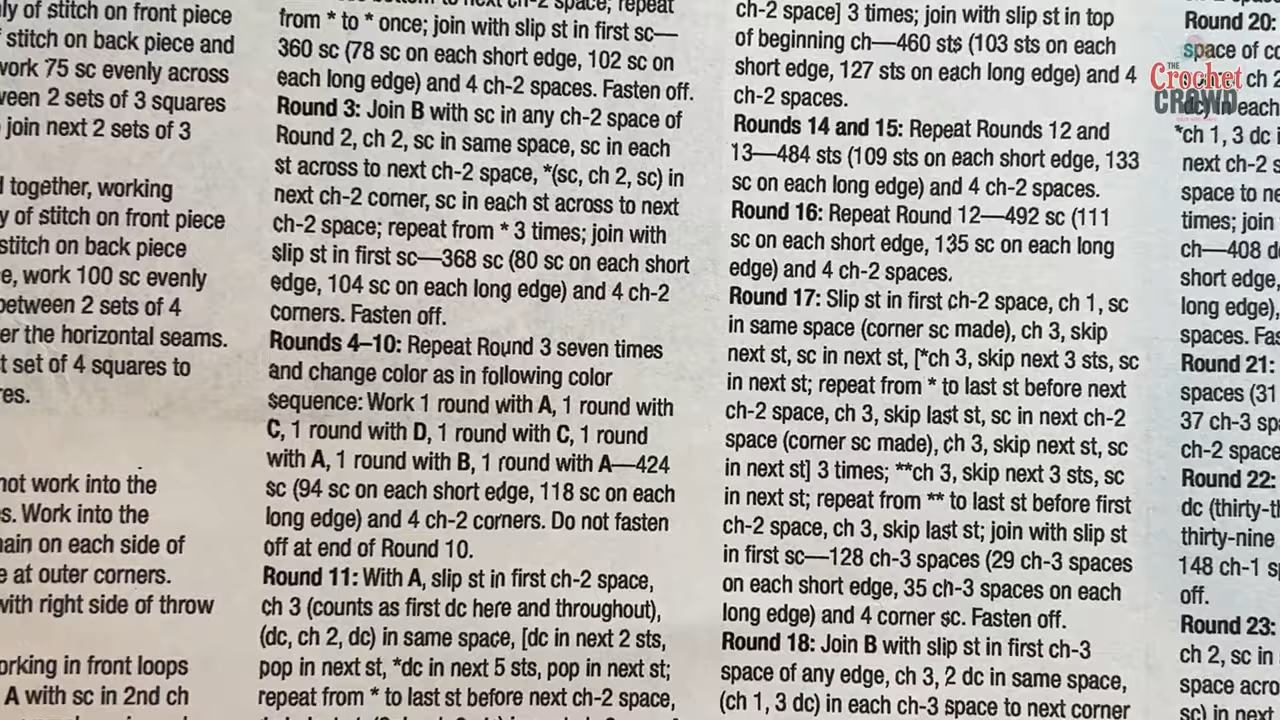 ly of stitch on front piece
stitch on back piece and
work 75 sc evenly across
ween 2 sets of 3 squares
join next 2 sets of 3
together, working
y of stitch on front piece
stitch on back piece
e, work 100 sc evenly
between 2 sets of 4
er the horizontal seams.
t set of 4 squares to
res.
not work into the
s. Work into the
ain on each side of
e at outer corners.
with right side of throw
orking in front loops
A with sc in 2nd ch
next ch-2 space; repeat
from * to * once; join with slip st in first sc—
360 sc (78 sc on each short edge, 102 sc on
each long edge) and 4 ch-2 spaces. Fasten off.
Round 3: Join B with sc in any ch-2 space of
Round 2, ch 2, sc in same space, sc in each
st across to next ch-2 space, *(sc, ch 2, sc) in
next ch-2 corner, sc in each st across to next
ch-2 space; repeat from * 3 times; join with
slip st in first sc—368 sc (80 sc on each short
edge, 104 sc on each long edge) and 4 ch-2
corners. Fasten off.
Rounds 4–10: Repeat Round 3 seven times
and change color as in following color
sequence: Work 1 round with A, 1 round with
C, 1 round with D, 1 round with C, 1 round
with A, 1 round with B, 1 round with A—424
sc (94 sc on each short edge, 118 sc on each
long edge) and 4 ch-2 corners. Do not fasten
off at end of Round 10.
Round 11: With A, slip st in first ch-2 space,
ch 3 (counts as first dc here and throughout),
(dc, ch 2, dc) in same space, [dc in next 2 sts,
pop in next st, *dc in next 5 sts, pop in next st;
repeat from * to last st before next ch-2 space,
ch-2 space] 3 times; join with slip st in top
of beginning ch—460 sts (103 sts on each
short edge, 127 sts on each long edge) and 4
ch-2 spaces.
Rounds 14 and 15: Repeat Rounds 12 and
13—484 sts (109 sts on each short edge, 133
sc on each long edge) and 4 ch-2 spaces.
Round 16: Repeat Round 12—492 sc (111
sc on each short edge, 135 sc on each long
edge) and 4 ch-2 spaces.
Round 17: Slip st in first ch-2 space, ch 1, sc
in same space (corner sc made), ch 3, skip
next st, sc in next st, [*ch 3, skip next 3 sts, sc
in next st; repeat from * to last st before next
ch-2 space, ch 3, skip last st, sc in next ch-2
space (corner sc made), ch 3, skip next st, sc
in next st] 3 times; **ch 3, skip next 3 sts, sc
in next st; repeat from ** to last st before first
ch-2 space, ch 3, skip last st; join with slip st
in first sc—128 ch-3 spaces (29 ch-3 spaces
on each short edge, 35 ch-3 spaces on each
long edge) and 4 corner sc. Fasten off.
Round 18: Join B with slip st in first ch-3
space of any edge, ch 3, 2 dc in same space,
(ch 1, 3 dc) in each ch-3 space to next corner
Round 20:
space of co
ch 2
dc) in each
*ch 1, 3 dc i
next ch-2 s
space to ne
times; join
ch—408 d
short edge,
long edge),
spaces. Fas
Round 21:
spaces (31
37 ch-3 sp
ch-2 space
Round 22:
dc (thirty-th
thirty-nine
148 ch-1 s
off.
Round 23:
ch 2, sc in
space acro
sc) in next
THE
Crochet
CROWD